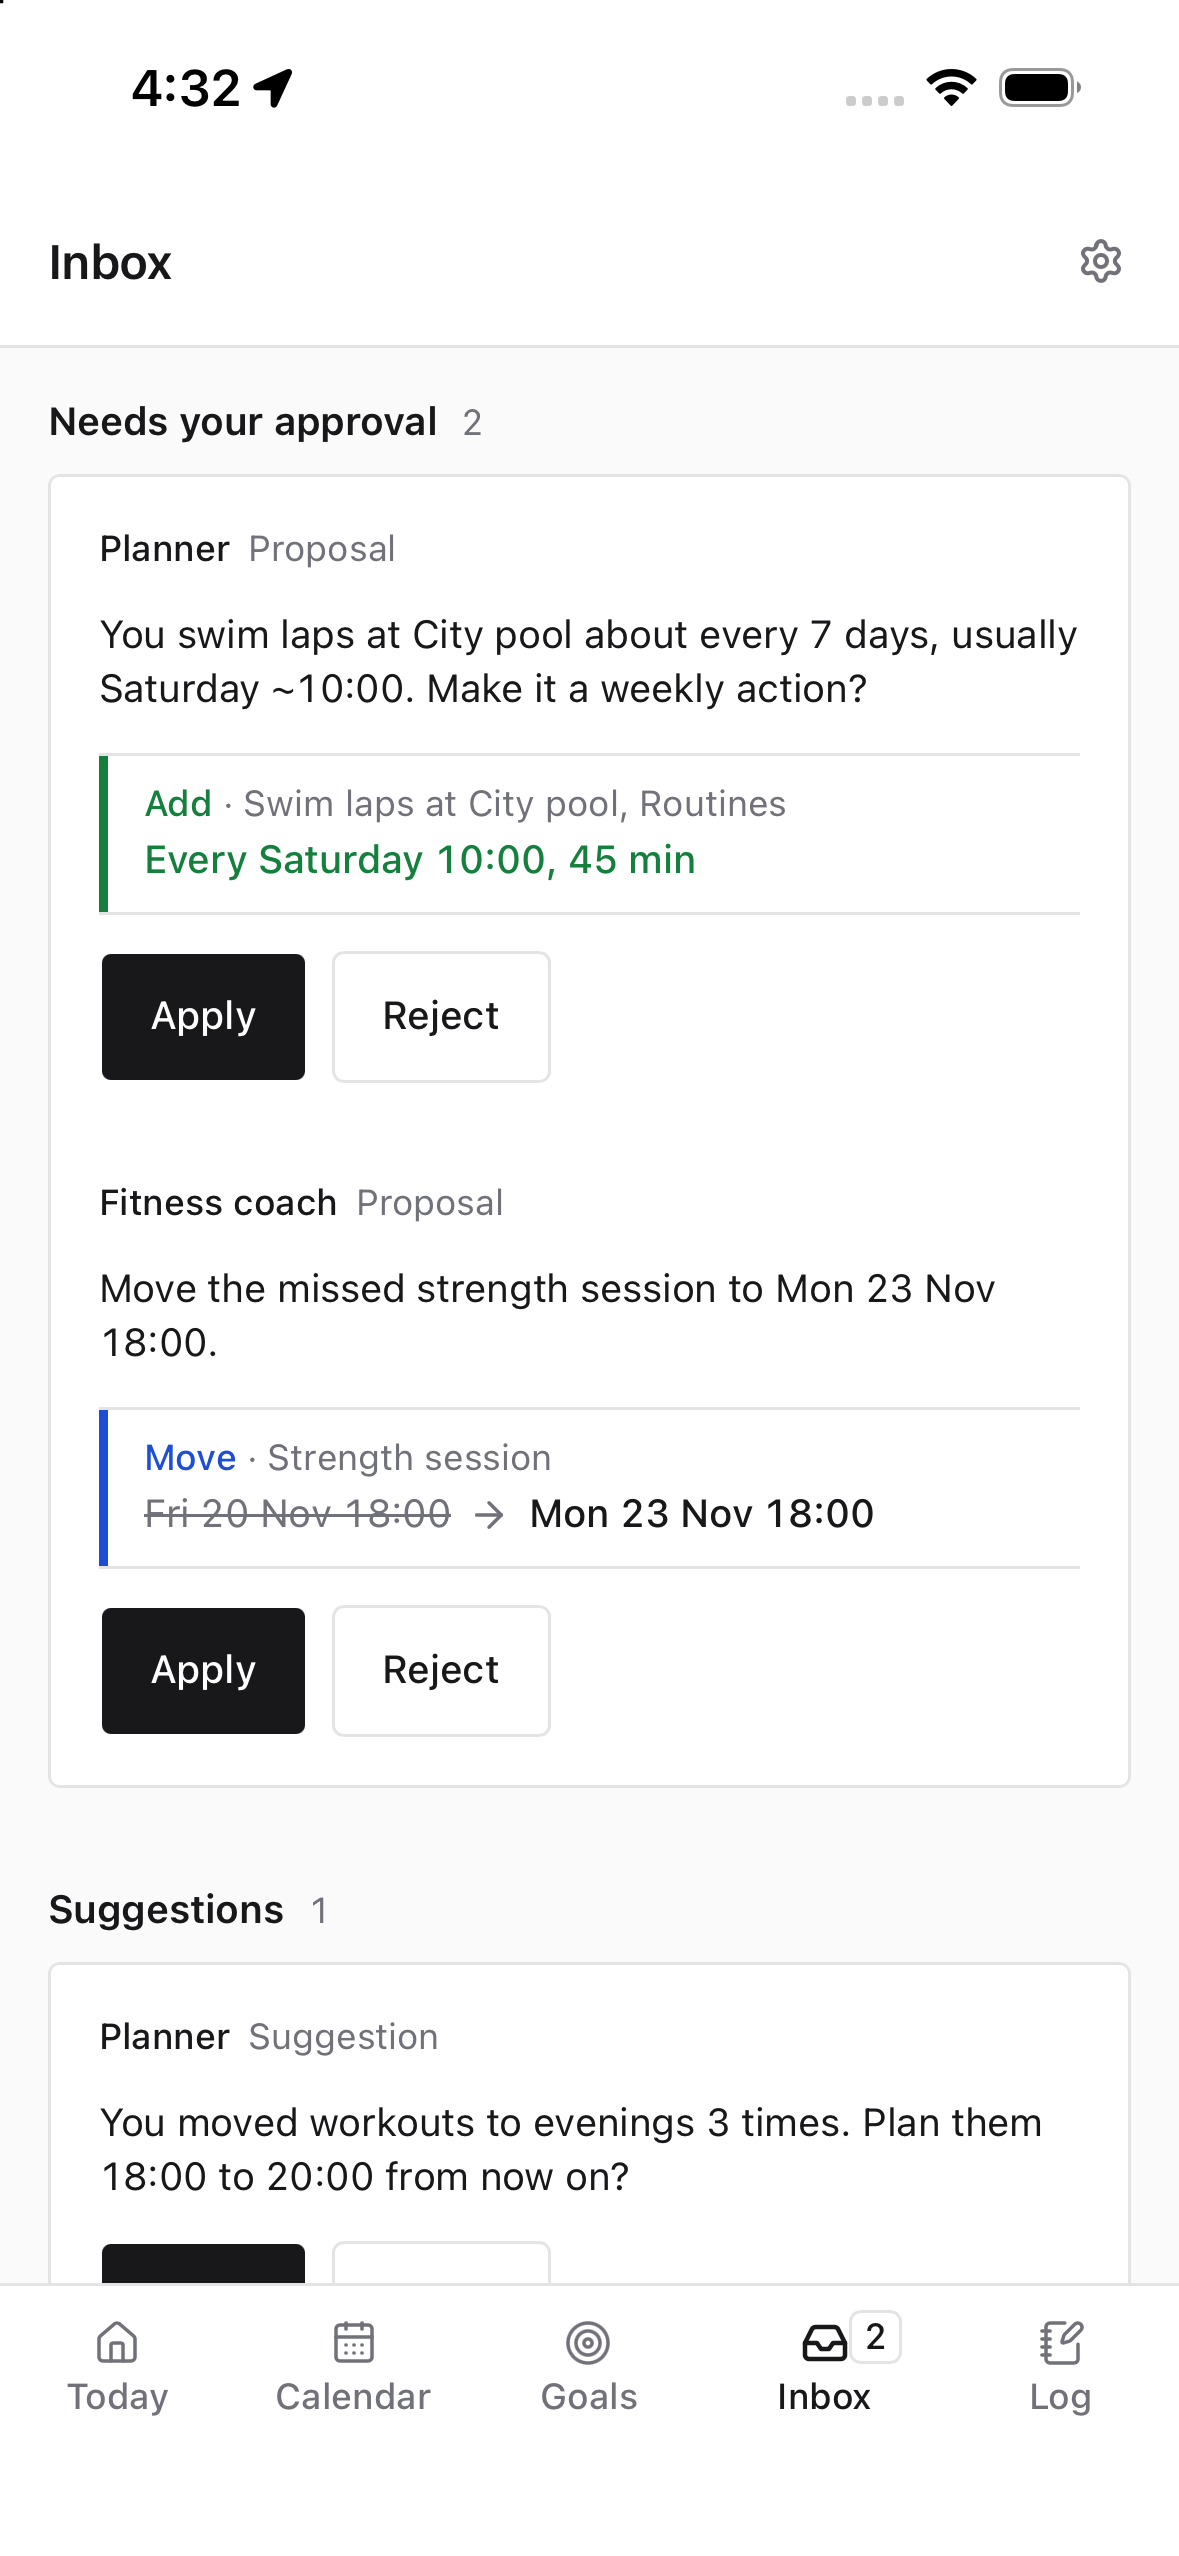 4:32
Inbox
Needs your approval 2
Planner Proposal
You swim laps at City pool about every 7 days, usually
Saturday ~10:00. Make it a weekly action?
Add · Swim laps at City pool, Routines
Every Saturday 10:00, 45 min
Apply Reject
Fitness coach Proposal
Move the missed strength session to Mon 23 Nov
18:00.
Move · Strength session
Fri 20 Nov 18:00 → Mon 23 Nov 18:00
Apply Reject
Suggestions 1
Planner Suggestion
You moved workouts to evenings 3 times. Plan them
18:00 to 20:00 from now on?
2
Today Calendar Goals Inbox Log